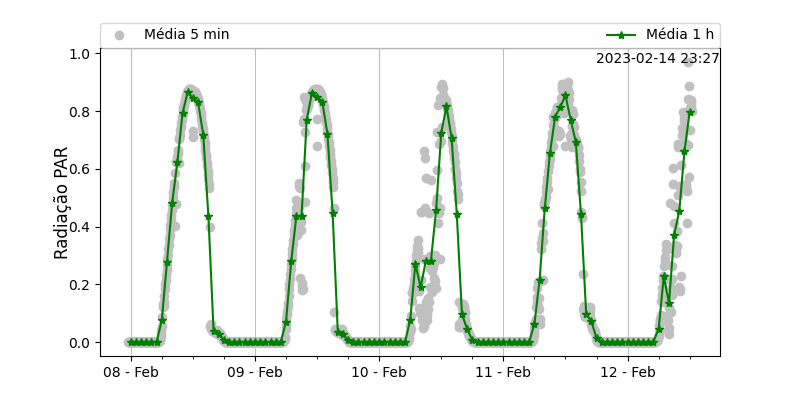 Média 5 min
Média 1 h
2023-02-14 23:27
Radiação PAR
1.0
0.8
0.6
0.4
0.2
0.0
08 - Feb
09 - Feb
10 - Feb
11 - Feb
12 - Feb